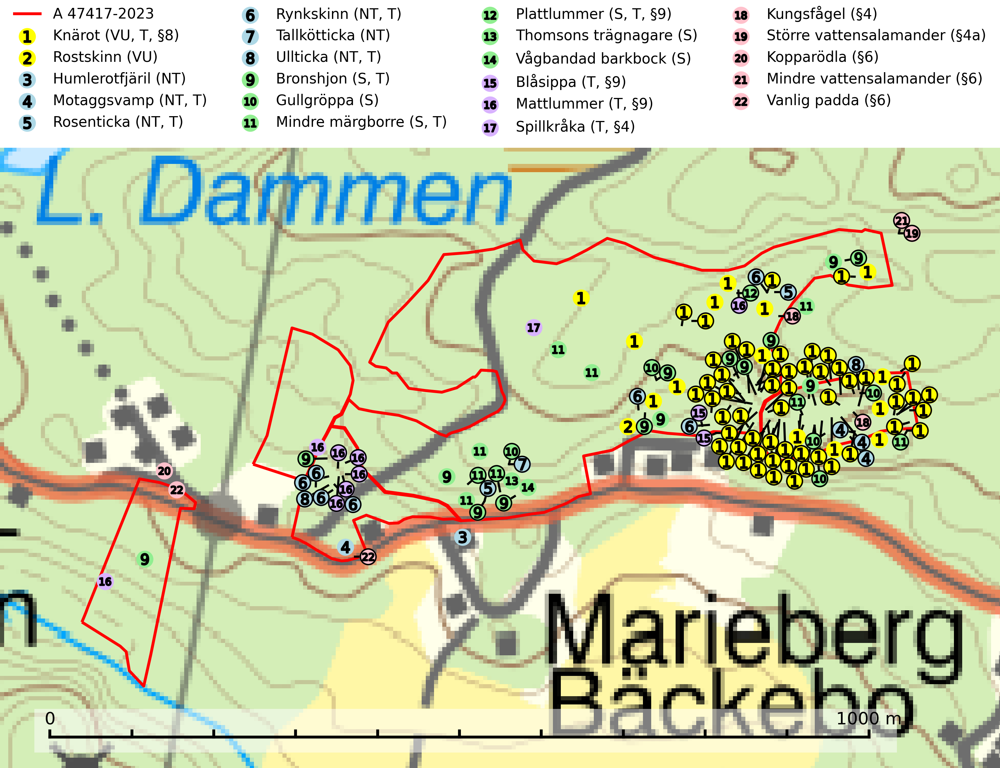 A 47417-2023
1 Knärot (VU, T, §8)
2 Rostskinn (VU)
3 Humlerotfjäril (NT)
4 Motaggsvamp (NT, T)
5 Rosenticka (NT, T)
6 Rynkskinn (NT, T)
7 Tallkötticka (NT)
8 Ullticka (NT, T)
9 Bronshjon (S, T)
10 Gullgröppa (S)
11 Mindre märgborre (S, T)
12 Plattlummer (S, T, §9)
13 Thomsons trägnagare (S)
14 Vågbandad barkbock (S)
15 Blåsippa (T, §9)
16 Mattlummer (T, §9)
17 Spillkråka (T, §4)
18 Kungsfågel (§4)
19 Större vattensalamander (§4a)
20 Kopparödla (§6)
21 Mindre vattensalamander (§6)
22 Vanlig padda (§6)
L. Dammen
Marieberg
Bäckebo
0 1000 m